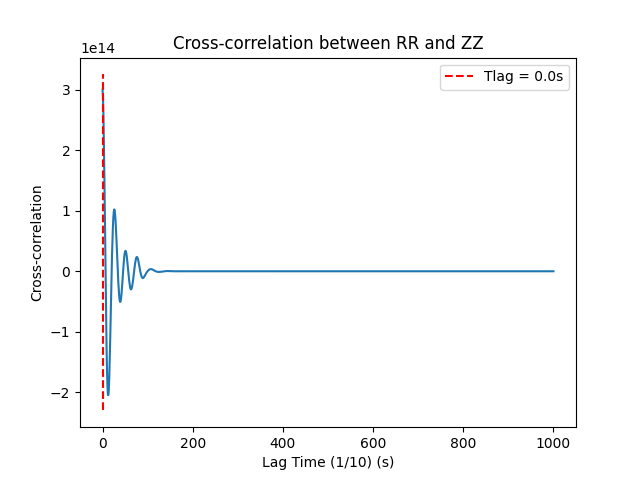 Cross-correlation between RR and ZZ
1e14
Tlag = 0.0s
3
2
1
0
−1
−2
Cross-correlation
0 200 400 600 800 1000
Lag Time (1/10) (s)